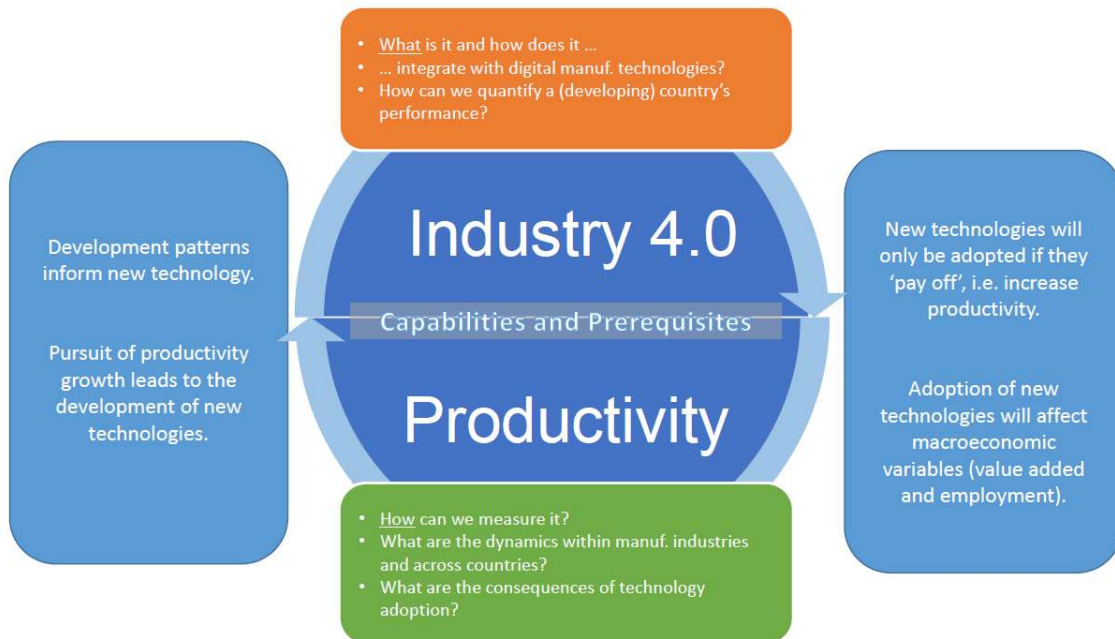 • What is it and how does it ...
• ... integrate with digital manuf. technologies?
• How can we quantify a (developing) country's
performance?
Development patterns
inform new technology.
Pursuit of productivity
growth leads to the
development of new
technologies.
Industry 4.0
Capabilities and Prerequisites
Productivity
New technologies will
only be adopted if they
‘pay off’, i.e. increase
productivity.
Adoption of new
technologies will affect
macroeconomic
variables (value added
and employment).
• How can we measure it?
• What are the dynamics within manuf. industries
and across countries?
• What are the consequences of technology
adoption?